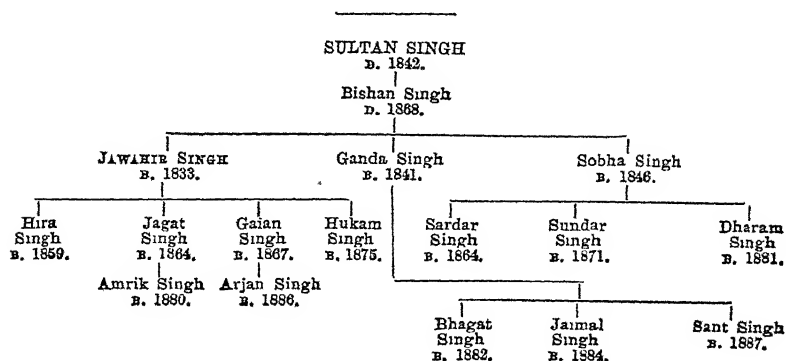 SULTAN SINGH
D. 1842.
Bishan Singh
D. 1868.
JAWAHIR SINGH Ganda Singh Sobha Singh
B. 1833. B. 1841. B. 1846.
Hira Jagat Gaian Hukam Sardar Sundar Dharam
Singh Singh Singh Singh Singh Singh Singh
B. 1859. B. 1864. B. 1867. B. 1875. B. 1864. B. 1871. B. 1881.
Amrik Singh Arjan Singh
B. 1880. B. 1886.
Bhagat Jaimal Sant Singh
Singh Singh B. 1887.
B. 1882. B. 1884.